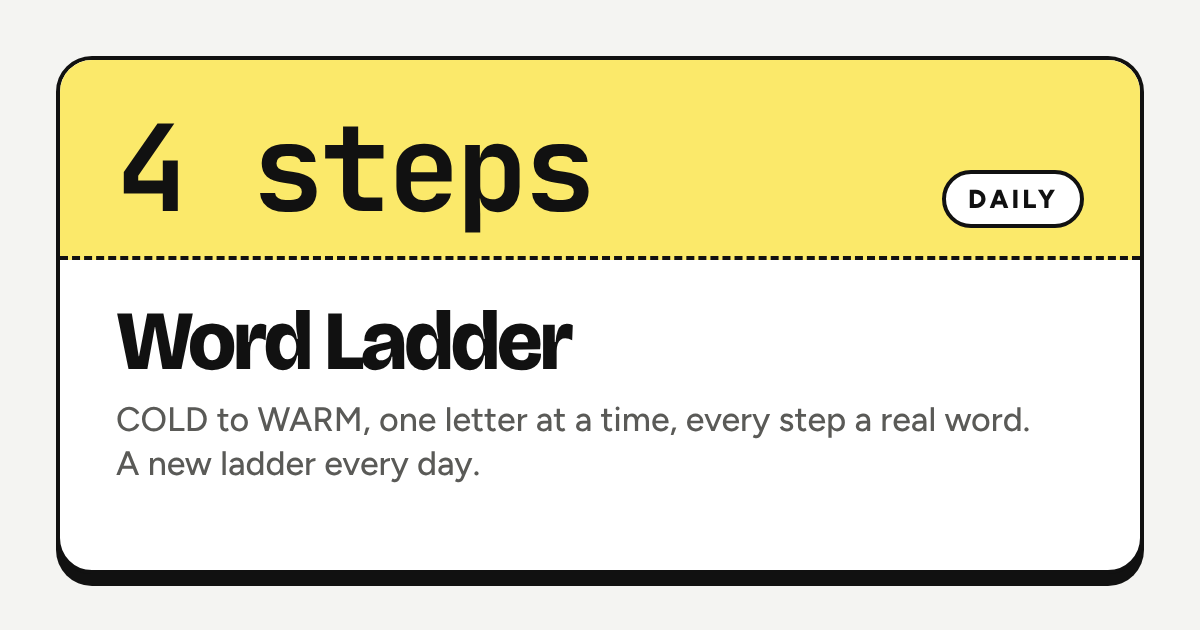 4 steps
DAILY
Word Ladder
COLD to WARM, one letter at a time, every step a real word.
A new ladder every day.